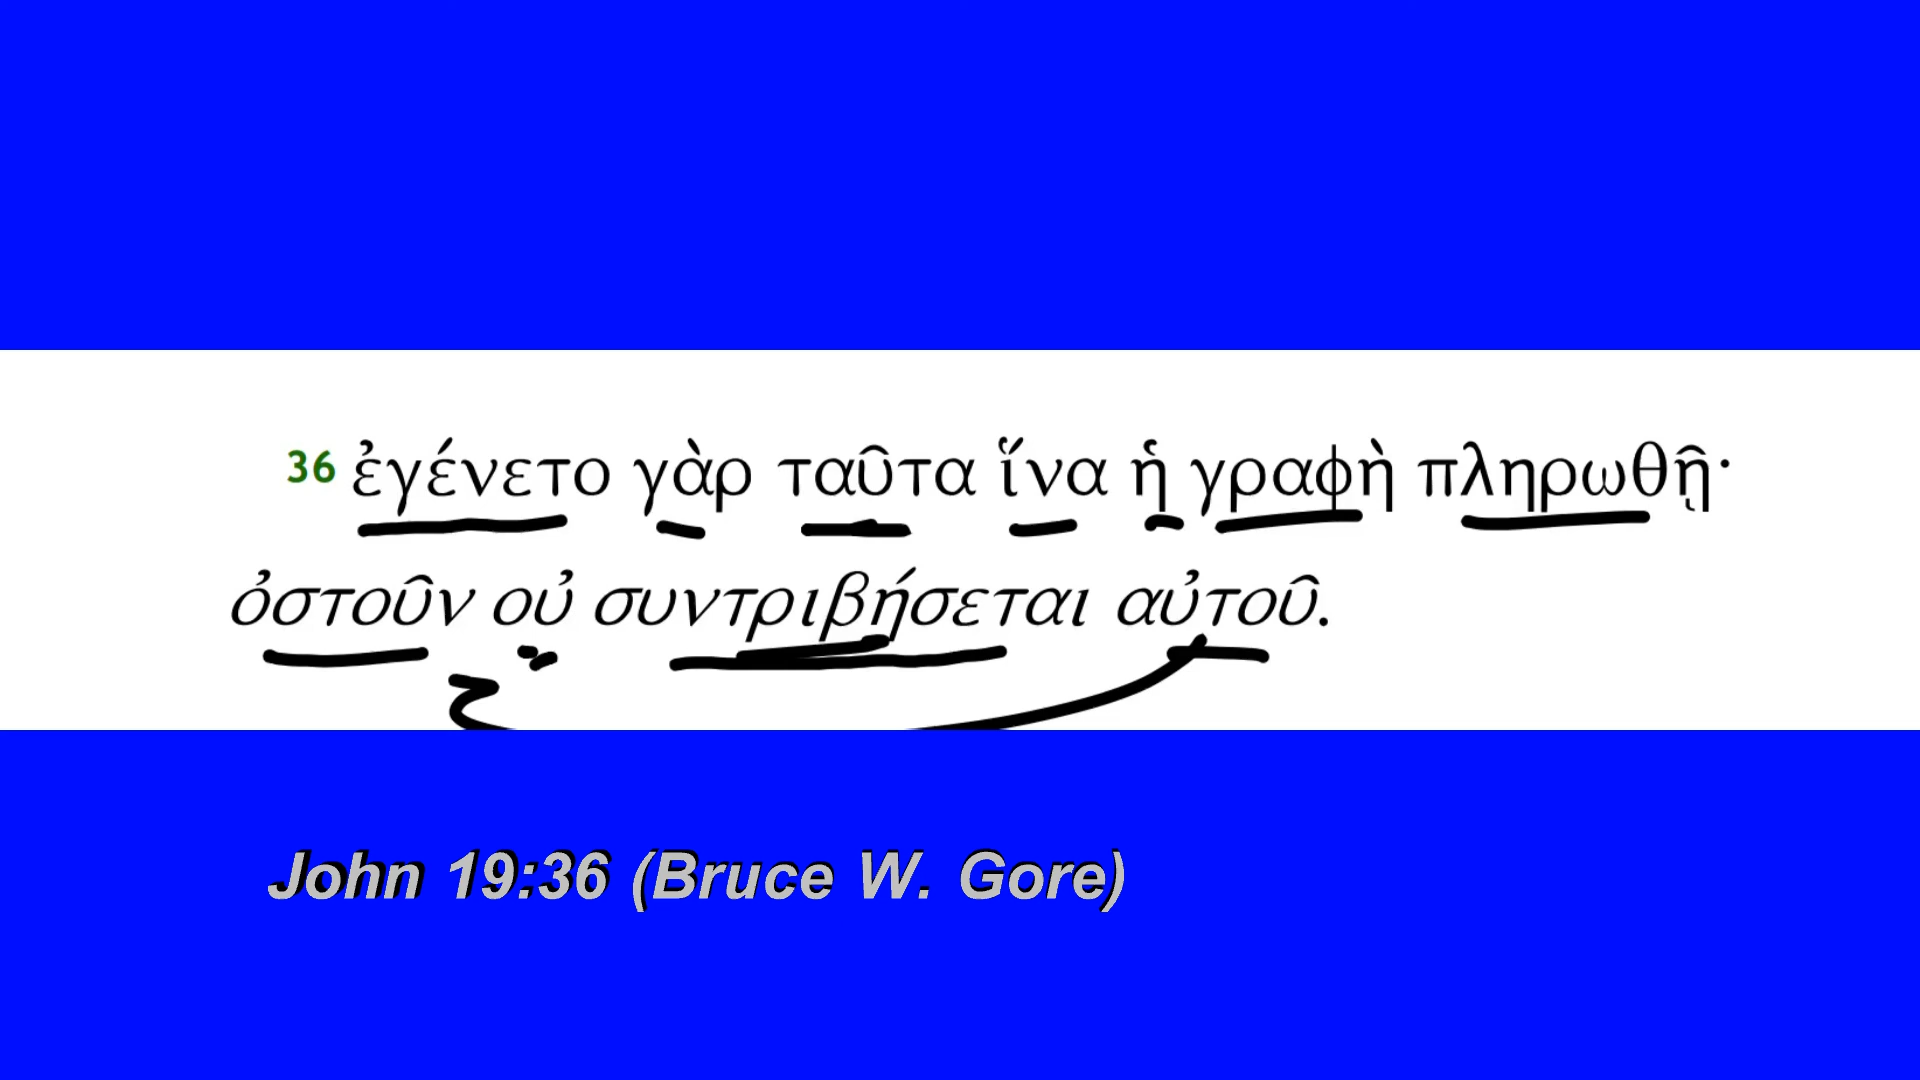 36 ἐγένετο γὰρ ταῦτα ἵνα ἡ γραφὴ πληρωθῇ·
ὀστοῦν οὐ συντριβήσεται αὐτοῦ.
John 19:36 (Bruce W. Gore)